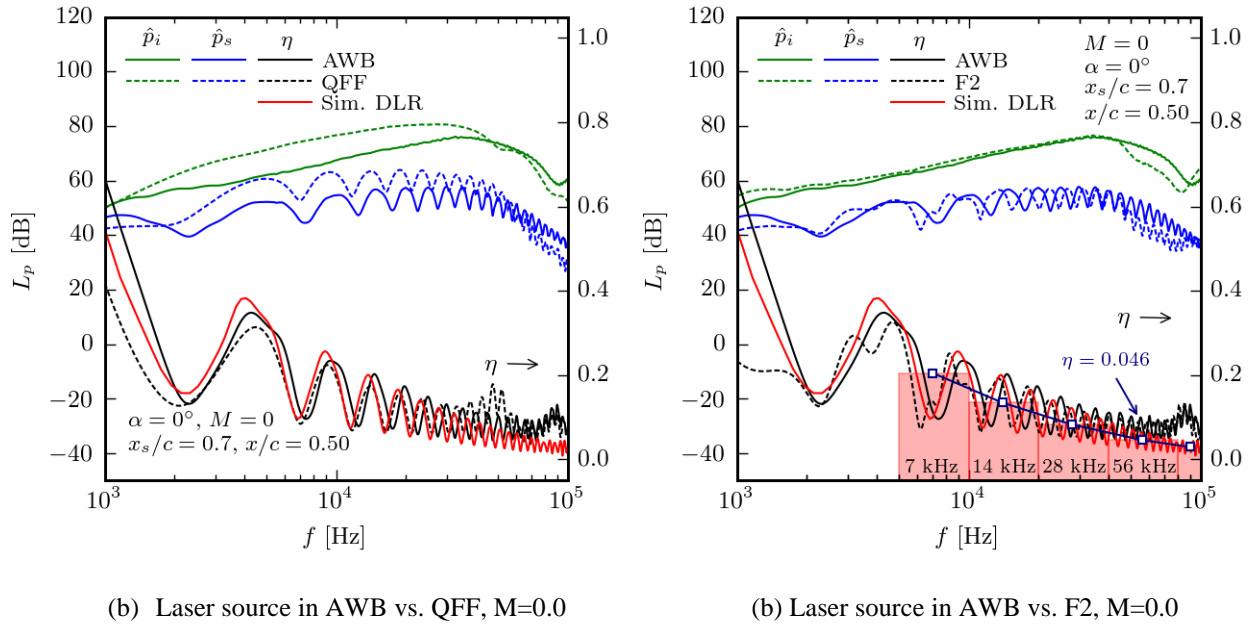 120
100
80
60
40
20
0
−20
−40
L_p [dB]
p̂_i p̂_s η
AWB
QFF
Sim. DLR
η →
α = 0°, M = 0
x_s/c = 0.7, x/c = 0.50
1.0
0.8
0.6
0.4
0.2
0.0
10^3 10^4 10^5
f [Hz]
(b) Laser source in AWB vs. QFF, M=0.0
120
100
80
60
40
20
0
−20
−40
L_p [dB]
p̂_i p̂_s η
AWB
F2
Sim. DLR
M = 0
α = 0°
x_s/c = 0.7
x/c = 0.50
η →
η = 0.046
7 kHz 14 kHz 28 kHz 56 kHz
1.0
0.8
0.6
0.4
0.2
0.0
10^3 10^4 10^5
f [Hz]
(b) Laser source in AWB vs. F2, M=0.0